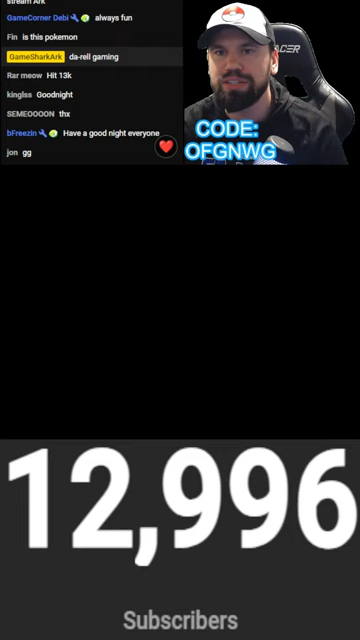 stream Ark
GameCorner Debi always fun
Fin is this pokemon
GameSharkArk da-rell gaming
Rar meow Hit 13k
kinglss Goodnight
SEMEOOOON thx
bFreezin Have a good night everyone
jon gg
ACER
CODE:
OFGNWG
12,996
Subscribers